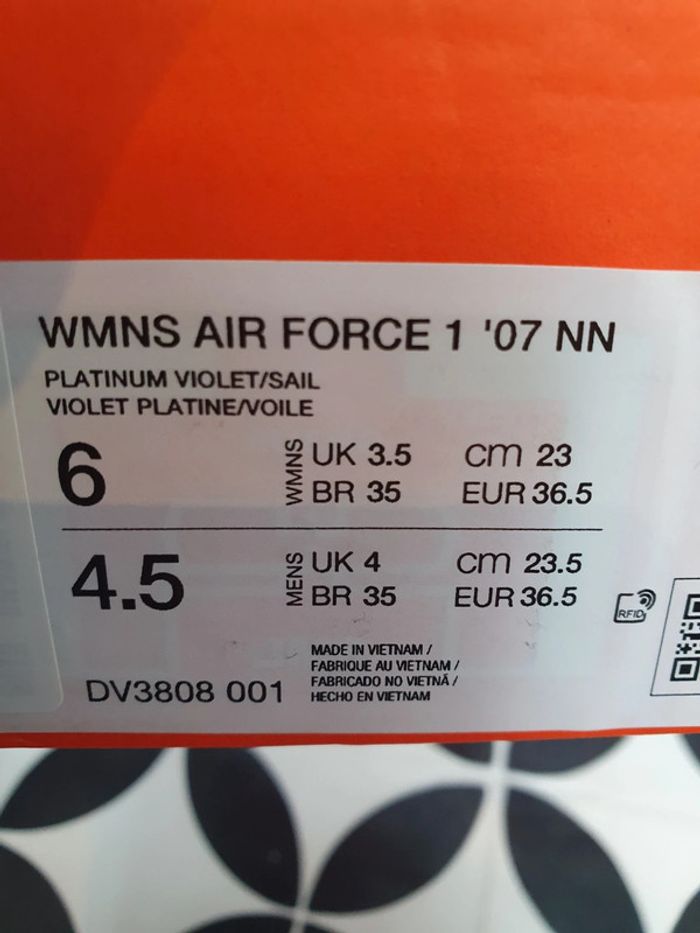 WMNS AIR FORCE 1 '07 NN
PLATINUM VIOLET/SAIL
VIOLET PLATINE/VOILE
6 WMNS UK 3.5 cm 23
BR 35 EUR 36.5
4.5 MENS UK 4 cm 23.5
BR 35 EUR 36.5
RFID
MADE IN VIETNAM /
FABRIQUE AU VIETNAM /
FABRICADO NO VIETNÃ /
HECHO EN VIETNAM
DV3808 001